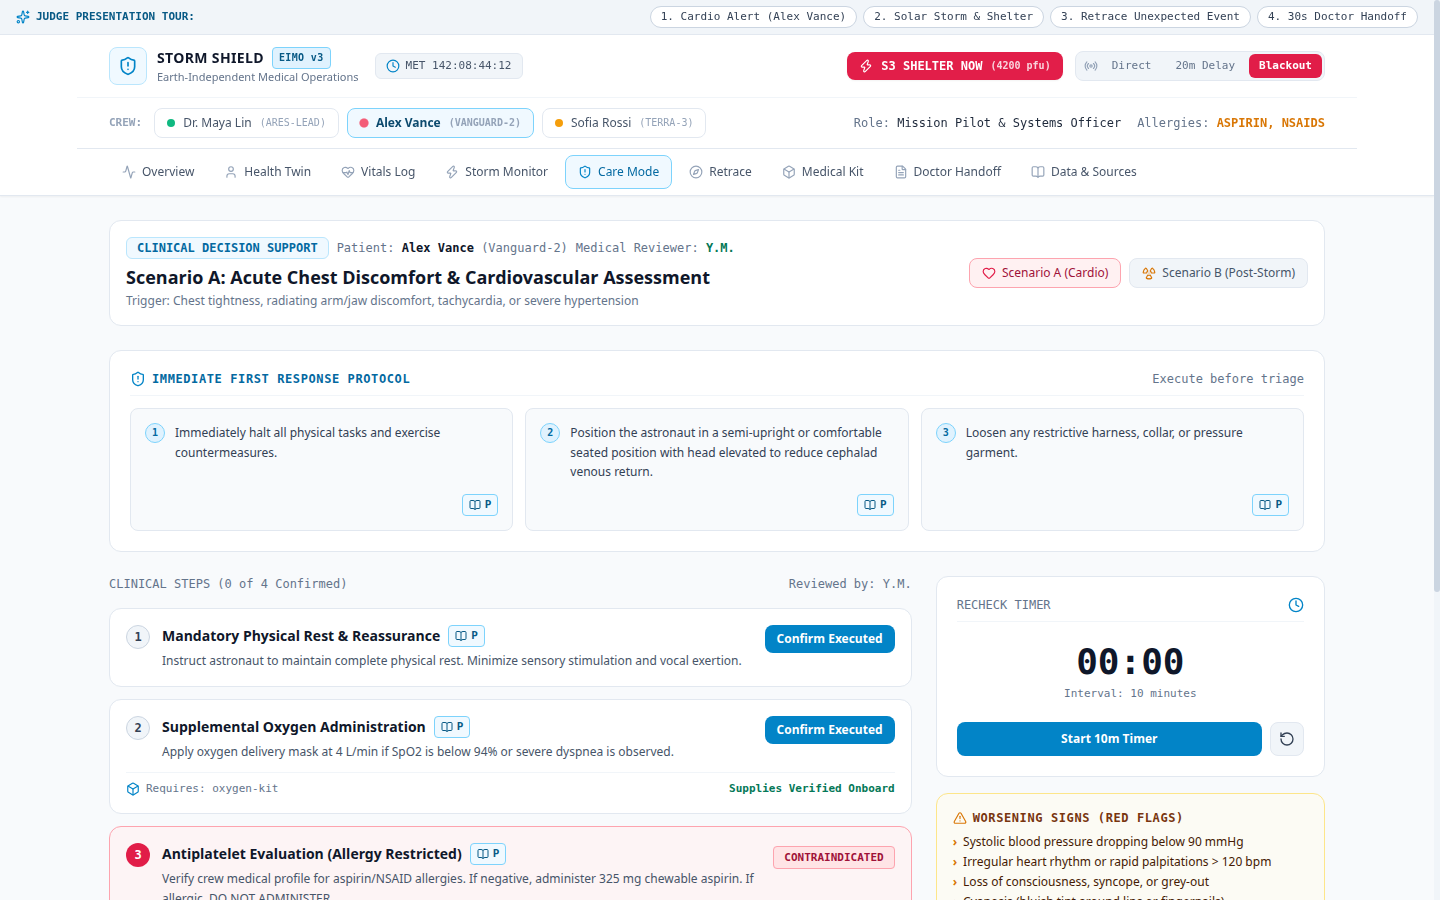 JUDGE PRESENTATION TOUR:
1. Cardio Alert (Alex Vance)
2. Solar Storm & Shelter
3. Retrace Unexpected Event
4. 30s Doctor Handoff
STORM SHIELD EIMO v3
Earth-Independent Medical Operations
MET 142:08:44:12
S3 SHELTER NOW (4200 pfu)
Direct
20m Delay
Blackout
CREW:
Dr. Maya Lin (ARES-LEAD)
Alex Vance (VANGUARD-2)
Sofia Rossi (TERRA-3)
Role: Mission Pilot & Systems Officer
Allergies: ASPIRIN, NSAIDS
Overview
Health Twin
Vitals Log
Storm Monitor
Care Mode
Retrace
Medical Kit
Doctor Handoff
Data & Sources
CLINICAL DECISION SUPPORT Patient: Alex Vance (Vanguard-2) Medical Reviewer: Y.M.
Scenario A: Acute Chest Discomfort & Cardiovascular Assessment
Trigger: Chest tightness, radiating arm/jaw discomfort, tachycardia, or severe hypertension
Scenario A (Cardio)
Scenario B (Post-Storm)
IMMEDIATE FIRST RESPONSE PROTOCOL
Execute before triage
1
Immediately halt all physical tasks and exercise
countermeasures.
P
2
Position the astronaut in a semi-upright or comfortable
seated position with head elevated to reduce cephalad
venous return.
P
3
Loosen any restrictive harness, collar, or pressure
garment.
P
CLINICAL STEPS (0 of 4 Confirmed)
Reviewed by: Y.M.
1
Mandatory Physical Rest & Reassurance P
Instruct astronaut to maintain complete physical rest. Minimize sensory stimulation and vocal exertion.
Confirm Executed
2
Supplemental Oxygen Administration P
Apply oxygen delivery mask at 4 L/min if SpO2 is below 94% or severe dyspnea is observed.
Confirm Executed
Requires: oxygen-kit
Supplies Verified Onboard
3
Antiplatelet Evaluation (Allergy Restricted) P
CONTRAINDICATED
Verify crew medical profile for aspirin/NSAID allergies. If negative, administer 325 mg chewable aspirin. If
allergic, DO NOT ADMINISTER.
RECHECK TIMER
00:00
Interval: 10 minutes
Start 10m Timer
WORSENING SIGNS (RED FLAGS)
› Systolic blood pressure dropping below 90 mmHg
› Irregular heart rhythm or rapid palpitations > 120 bpm
› Loss of consciousness, syncope, or grey-out
› Cyanosis (bluish tint around lips or fingernails)